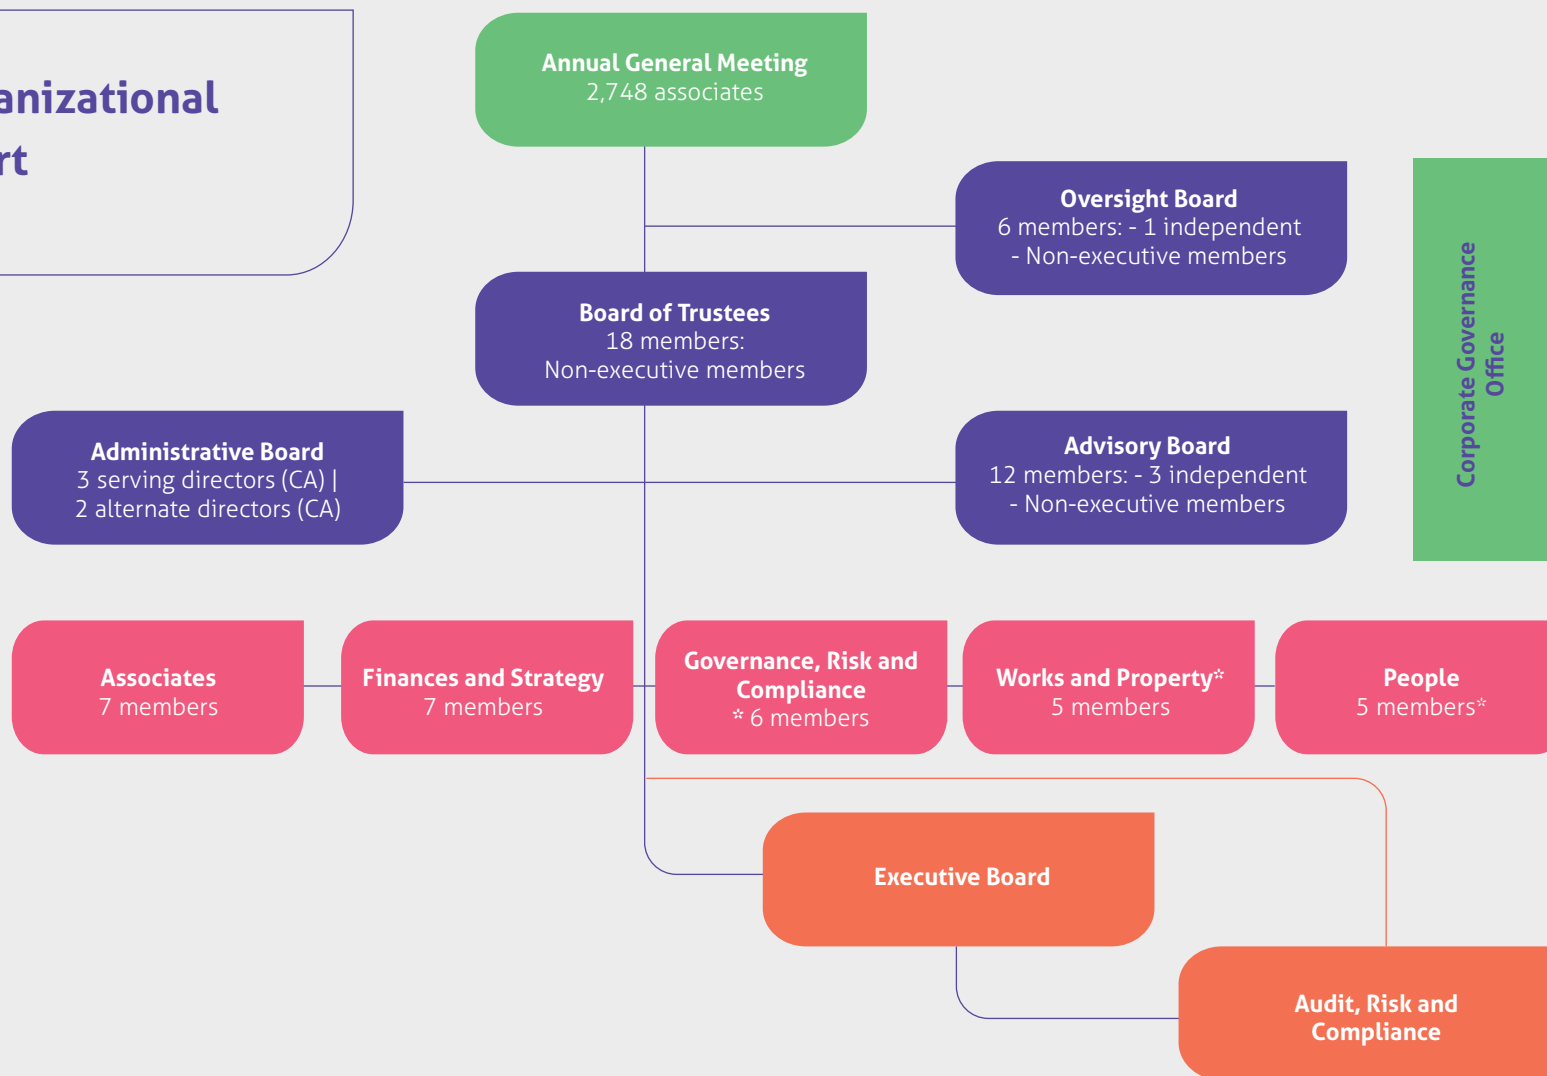 anizational
rt
Annual General Meeting
2,748 associates
Oversight Board
6 members: - 1 independent
- Non-executive members
Board of Trustees
18 members:
Non-executive members
Corporate Governance
Office
Administrative Board
3 serving directors (CA) |
2 alternate directors (CA)
Advisory Board
12 members: - 3 independent
- Non-executive members
Associates
7 members
Finances and Strategy
7 members
Governance, Risk and
Compliance
* 6 members
Works and Property*
5 members
People
5 members*
Executive Board
Audit, Risk and
Compliance